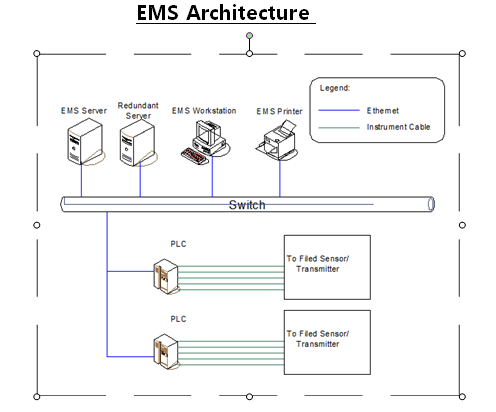 EMS Architecture
Legend:
Ethernet
Instrument Cable
EMS Server
Redundant
Server
EMS Workstation
EMS Printer
Switch
PLC
To Filed Sensor/
Transmitter
PLC
To Filed Sensor/
Transmitter